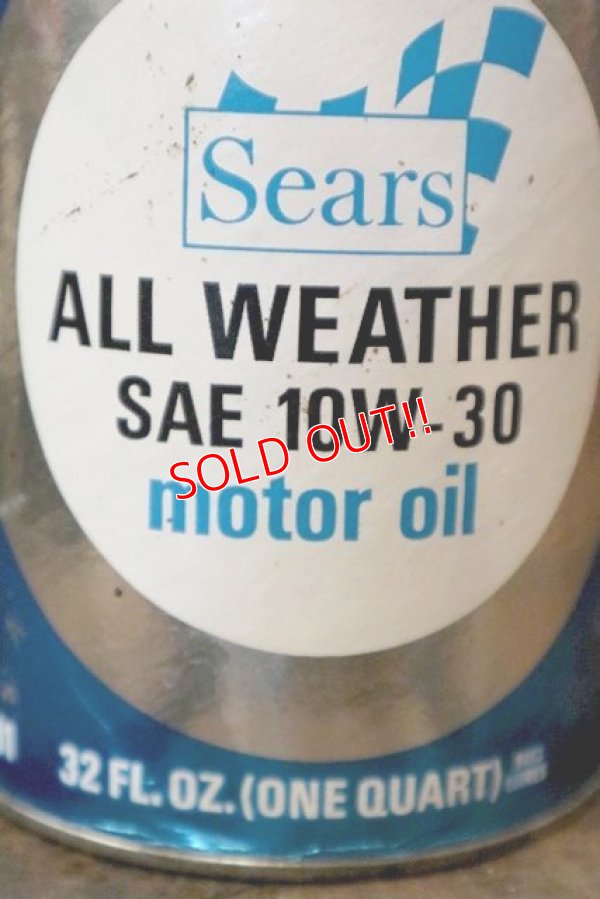 Sears
ALL WEATHER
SAE 10W-30
SOLD OUT!!
motor oil
32 FL. OZ. (ONE QUART)